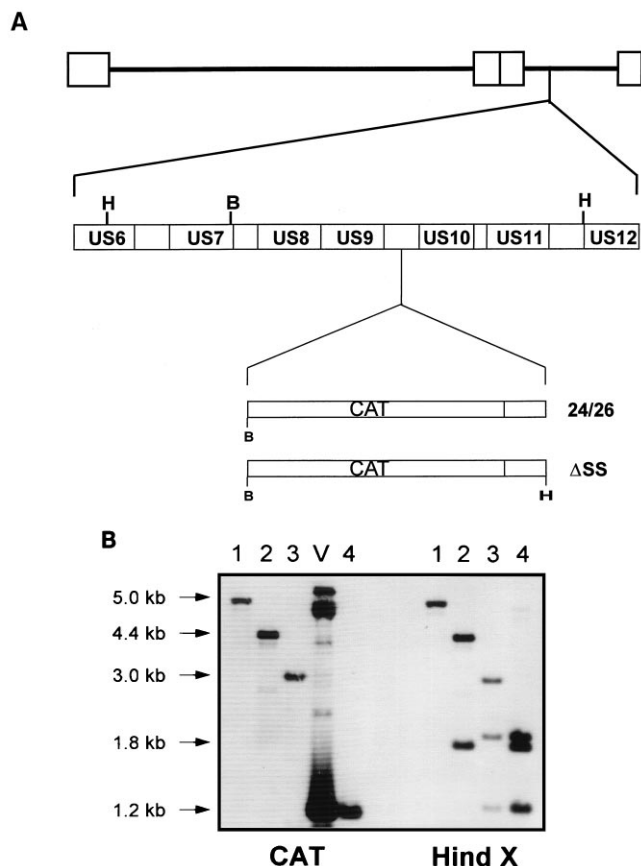 A
H B H
US6 US7 US8 US9 US10 US11 US12
CAT 24/26
B
CAT ΔSS
B H
B
1 2 3 V 4 1 2 3 4
5.0 kb
4.4 kb
3.0 kb
1.8 kb
1.2 kb
CAT Hind X